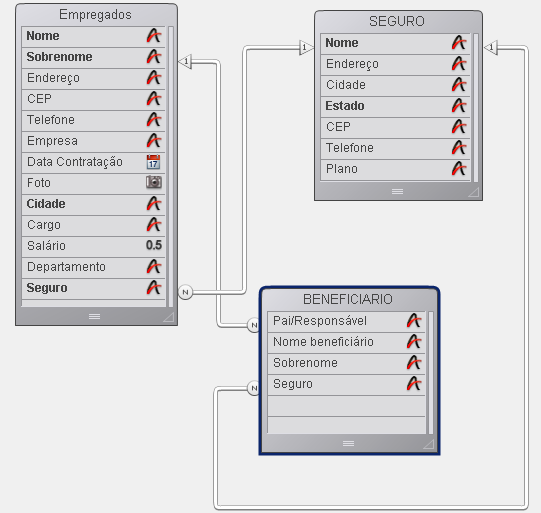 Empregados
Nome
Sobrenome
Endereço
CEP
Telefone
Empresa
Data Contratação
17
Foto
Cidade
Cargo
Salário 0.5
Departamento
Seguro
1
N
SEGURO
1
1
Nome
Endereço
Cidade
Estado
CEP
Telefone
Plano
BENEFICIARIO
N
Pai/Responsável
Nome beneficiário
Sobrenome
N
Seguro